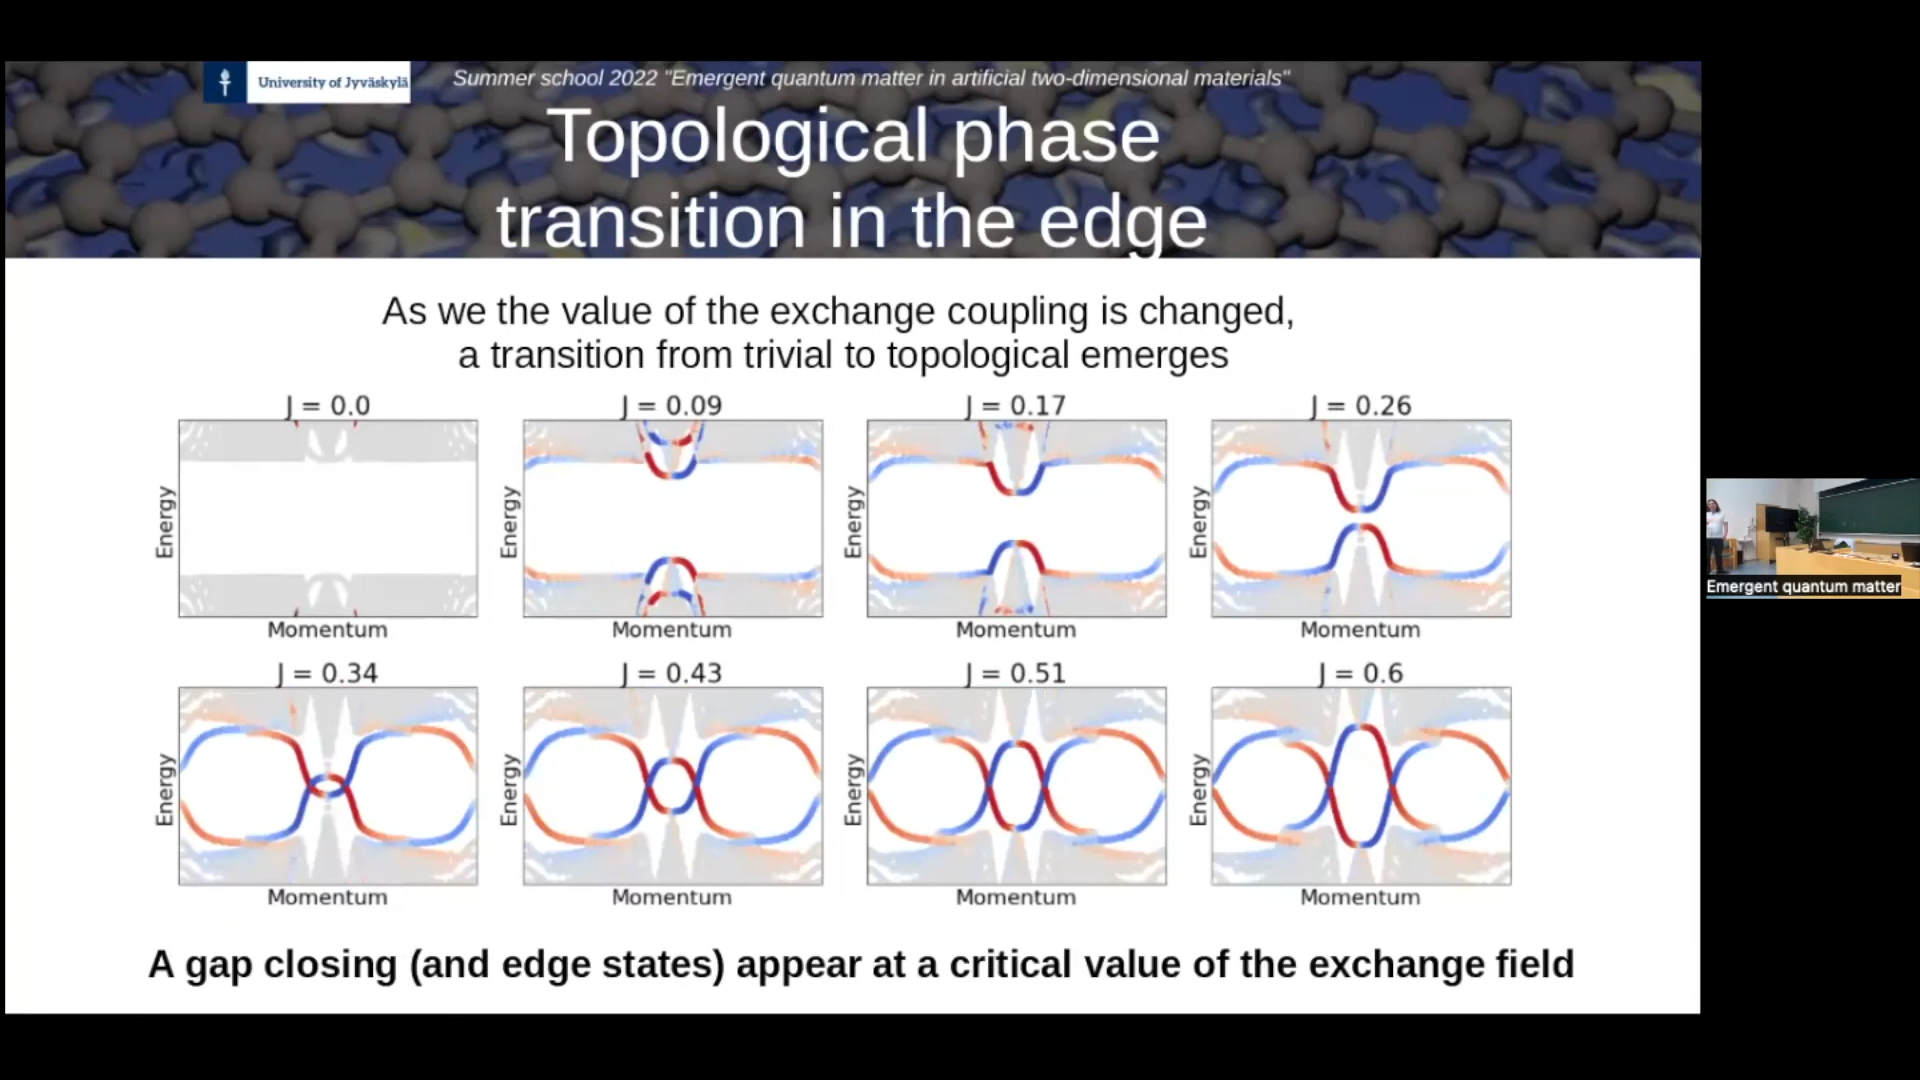 University of Jyväskylä
Summer school 2022 "Emergent quantum matter in artificial two-dimensional materials"
Topological phase
transition in the edge
As we the value of the exchange coupling is changed,
a transition from trivial to topological emerges
J = 0.0
J = 0.09
J = 0.17
J = 0.26
Energy
Energy
Energy
Energy
Momentum
Momentum
Momentum
Momentum
J = 0.34
J = 0.43
J = 0.51
J = 0.6
Energy
Energy
Energy
Energy
Momentum
Momentum
Momentum
Momentum
A gap closing (and edge states) appear at a critical value of the exchange field
Emergent quantum matter